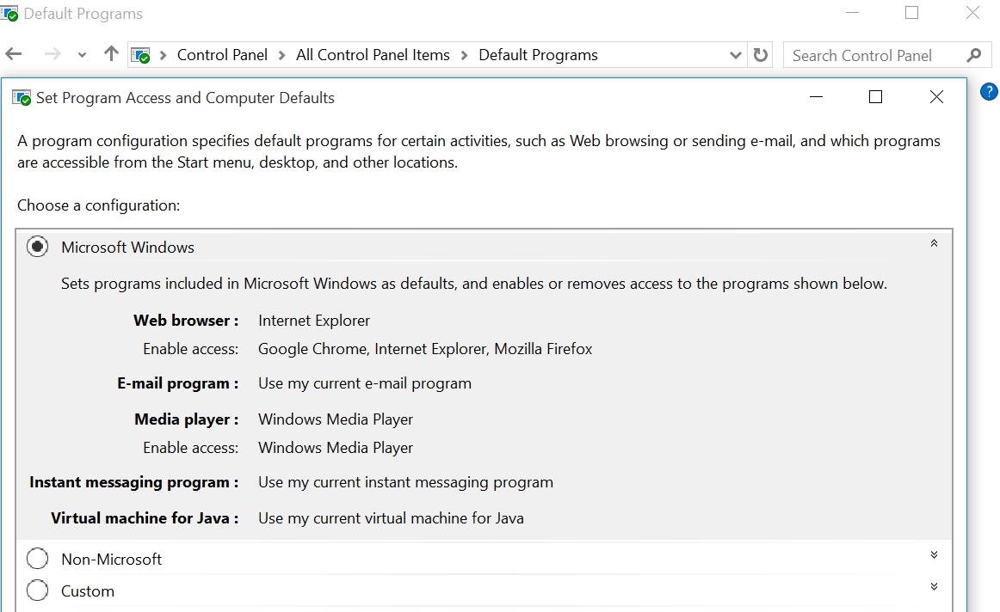 Default Programs
Control Panel > All Control Panel Items > Default Programs
Search Control Panel
?
Set Program Access and Computer Defaults
A program configuration specifies default programs for certain activities, such as Web browsing or sending e-mail, and which programs
are accessible from the Start menu, desktop, and other locations.
Choose a configuration:
Microsoft Windows
Sets programs included in Microsoft Windows as defaults, and enables or removes access to the programs shown below.
Web browser : Internet Explorer
Enable access: Google Chrome, Internet Explorer, Mozilla Firefox
E-mail program : Use my current e-mail program
Media player : Windows Media Player
Enable access: Windows Media Player
Instant messaging program : Use my current instant messaging program
Virtual machine for Java : Use my current virtual machine for Java
Non-Microsoft
Custom